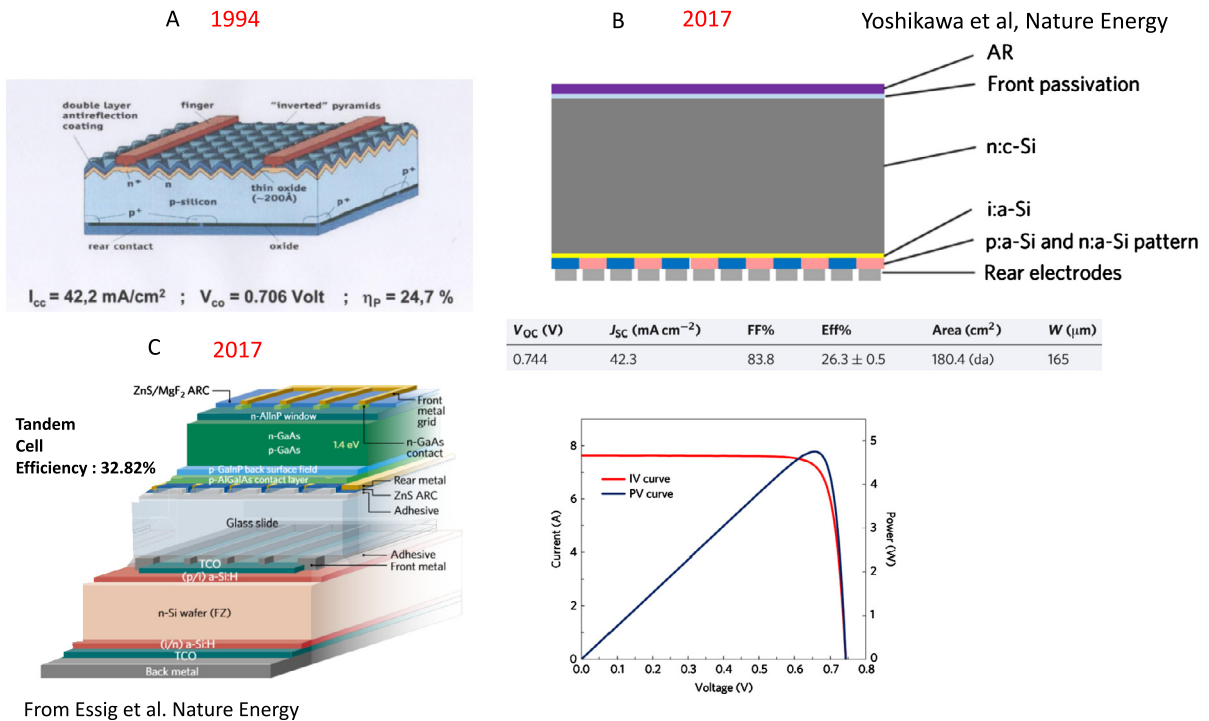 A 1994
double layer
antireflection
coating
finger
"inverted" pyramids
n+
n
thin oxide
(~200Å)
p+
p-silicon
p+
p+
p+
rear contact
oxide
Icc = 42,2 mA/cm² ; Vco = 0.706 Volt ; ηP = 24,7 %
B 2017 Yoshikawa et al, Nature Energy
AR
Front passivation
n:c-Si
i:a-Si
p:a-Si and n:a-Si pattern
Rear electrodes
VOC (V) JSC (mA cm−2) FF% Eff% Area (cm2) W (μm)
0.744 42.3 83.8 26.3 ± 0.5 180.4 (da) 165
C 2017
Tandem
Cell
Efficiency : 32.82%
ZnS/MgF2 ARC
Front
metal
grid
n-AlInP window
n-GaAs
p-GaAs
1.4 eV
n-GaAs
contact
p-GaInP back surface field
p-AlGaAs contact layer
Rear metal
ZnS ARC
Adhesive
Glass slide
Adhesive
Front metal
TCO
(p/i) a-Si:H
n-Si wafer (FZ)
(i/n) a-Si:H
TCO
Back metal
From Essig et al. Nature Energy
IV curve
PV curve
Current (A)
8
6
4
2
0
Power (W)
5
4
3
2
1
0
0.0 0.1 0.2 0.3 0.4 0.5 0.6 0.7 0.8
Voltage (V)